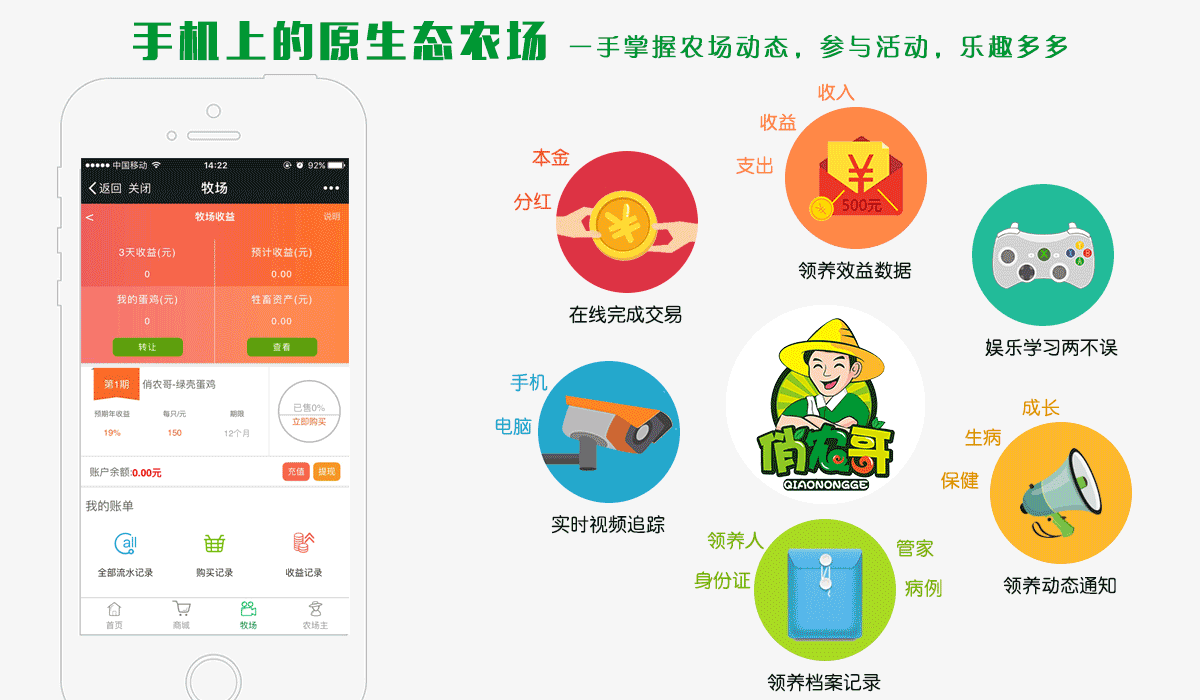 手机上的原生态农场 一手掌握农场动态，参与活动，乐趣多多
中国移动 14:22 92%
返回 关闭 牧场 •••
< 牧场收益 说明
3天收益(元) 预计收益(元)
0 0.00
我的蛋鸡(元) 牲畜资产(元)
0 0.00
转让 查看
第1期 俏农哥-绿壳蛋鸡
预期年收益 每只/元 期限
19% 150 12个月
已售0%
立即购买
账户余额:0.00元 充值 提现
我的账单
all
全部流水记录 购买记录 收益记录
首页 商城 牧场 农场主
本金
分红
在线完成交易
收入
收益
支出
500元
领养效益数据
X Y B A
娱乐学习两不误
手机
电脑
实时视频追踪
俏农哥
QIAONONGGE
成长
生病
保健
领养动态通知
领养人
身份证
管家
病例
领养档案记录